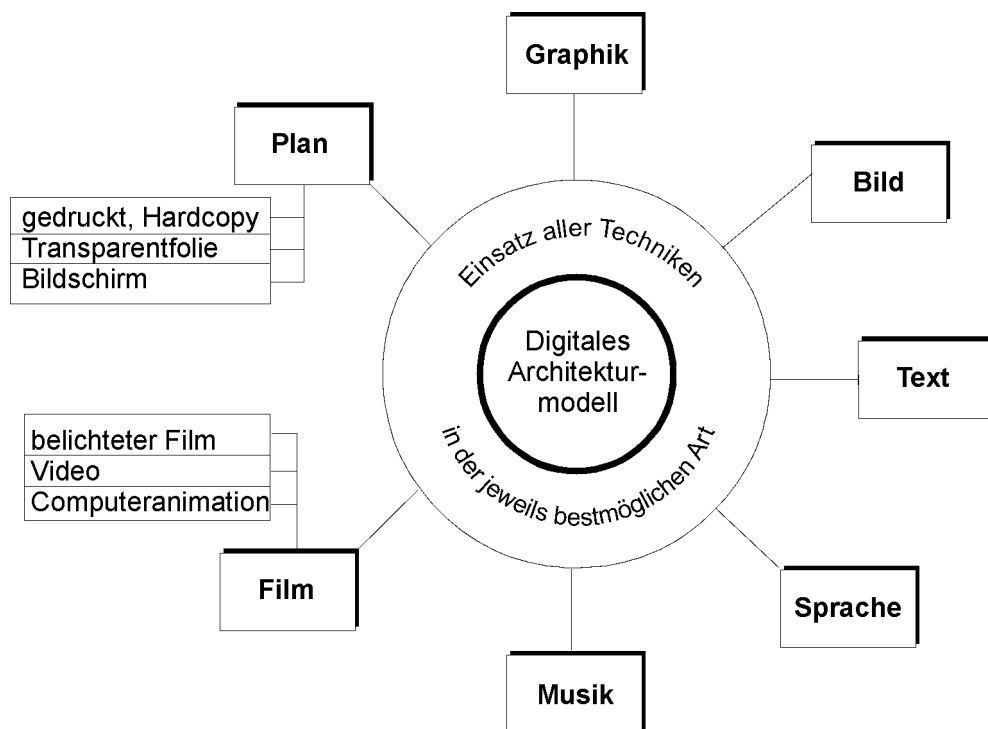 Graphik
Plan
Bild
gedruckt, Hardcopy
Transparentfolie
Bildschirm
Einsatz aller Techniken
Digitales
Architektur-
modell
in der jeweils bestmöglichen Art
Text
belichteter Film
Video
Computeranimation
Film
Sprache
Musik